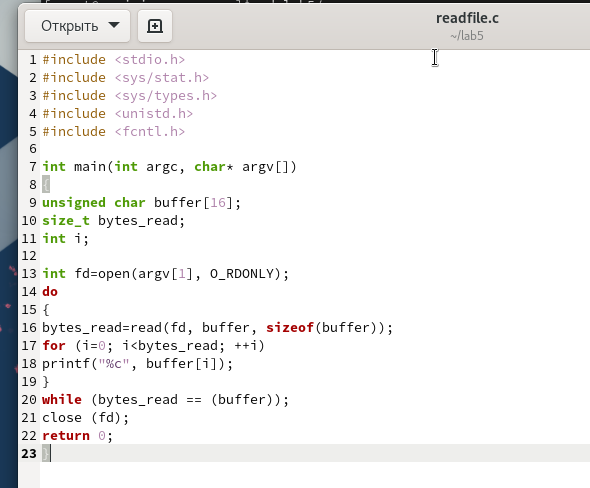 Открыть
readfile.c
~/lab5
1 #include <stdio.h>
2 #include <sys/stat.h>
3 #include <sys/types.h>
4 #include <unistd.h>
5 #include <fcntl.h>
6
7 int main(int argc, char* argv[])
8 {
9 unsigned char buffer[16];
10 size_t bytes_read;
11 int i;
12
13 int fd=open(argv[1], O_RDONLY);
14 do
15 {
16 bytes_read=read(fd, buffer, sizeof(buffer));
17 for (i=0; i<bytes_read; ++i)
18 printf("%c", buffer[i]);
19 }
20 while (bytes_read == (buffer));
21 close (fd);
22 return 0;
23 }